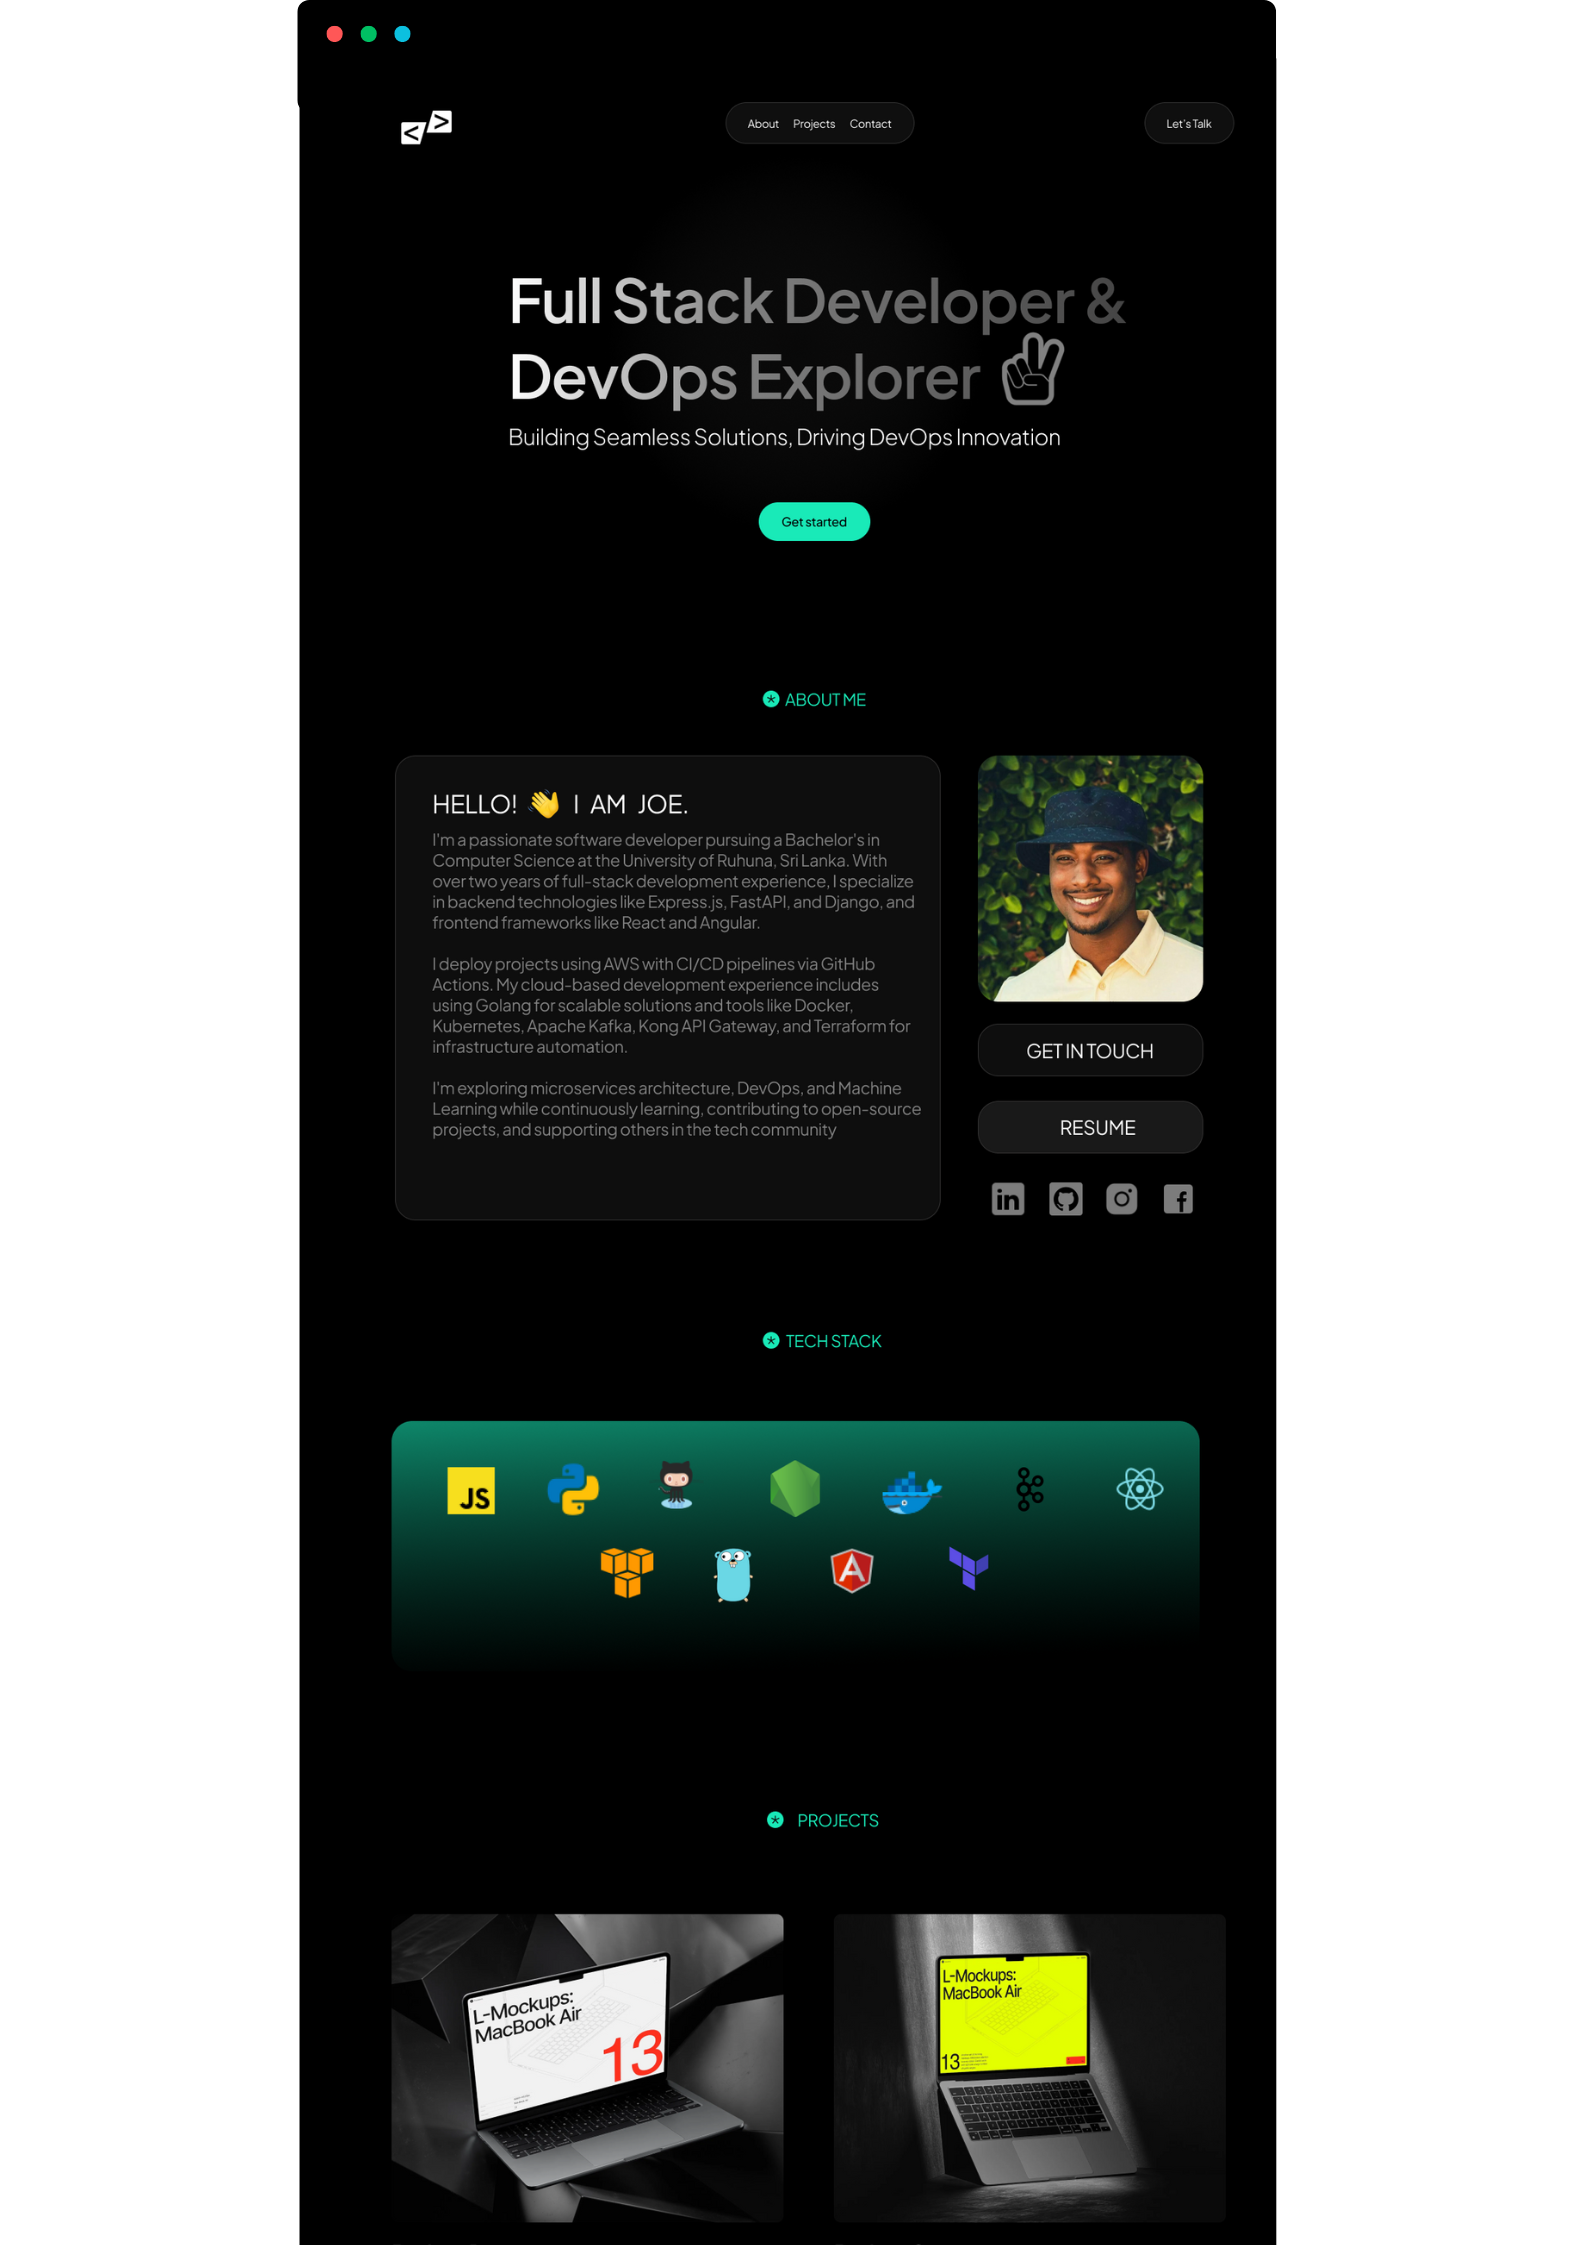 < >
About Projects Contact
Let's Talk
Full Stack Developer &
DevOps Explorer
Building Seamless Solutions, Driving DevOps Innovation
Get started
ABOUT ME
HELLO! 👋 I AM JOE.
I'm a passionate software developer pursuing a Bachelor's in
Computer Science at the University of Ruhuna, Sri Lanka. With
over two years of full-stack development experience, I specialize
in backend technologies like Express.js, FastAPI, and Django, and
frontend frameworks like React and Angular.
I deploy projects using AWS with CI/CD pipelines via GitHub
Actions. My cloud-based development experience includes
using Golang for scalable solutions and tools like Docker,
Kubernetes, Apache Kafka, Kong API Gateway, and Terraform for
infrastructure automation.
I'm exploring microservices architecture, DevOps, and Machine
Learning while continuously learning, contributing to open-source
projects, and supporting others in the tech community
GET IN TOUCH
RESUME
in
f
TECH STACK
JS
A
PROJECTS
L-Mockups:
MacBook Air
13
L-Mockups:
MacBook Air
13